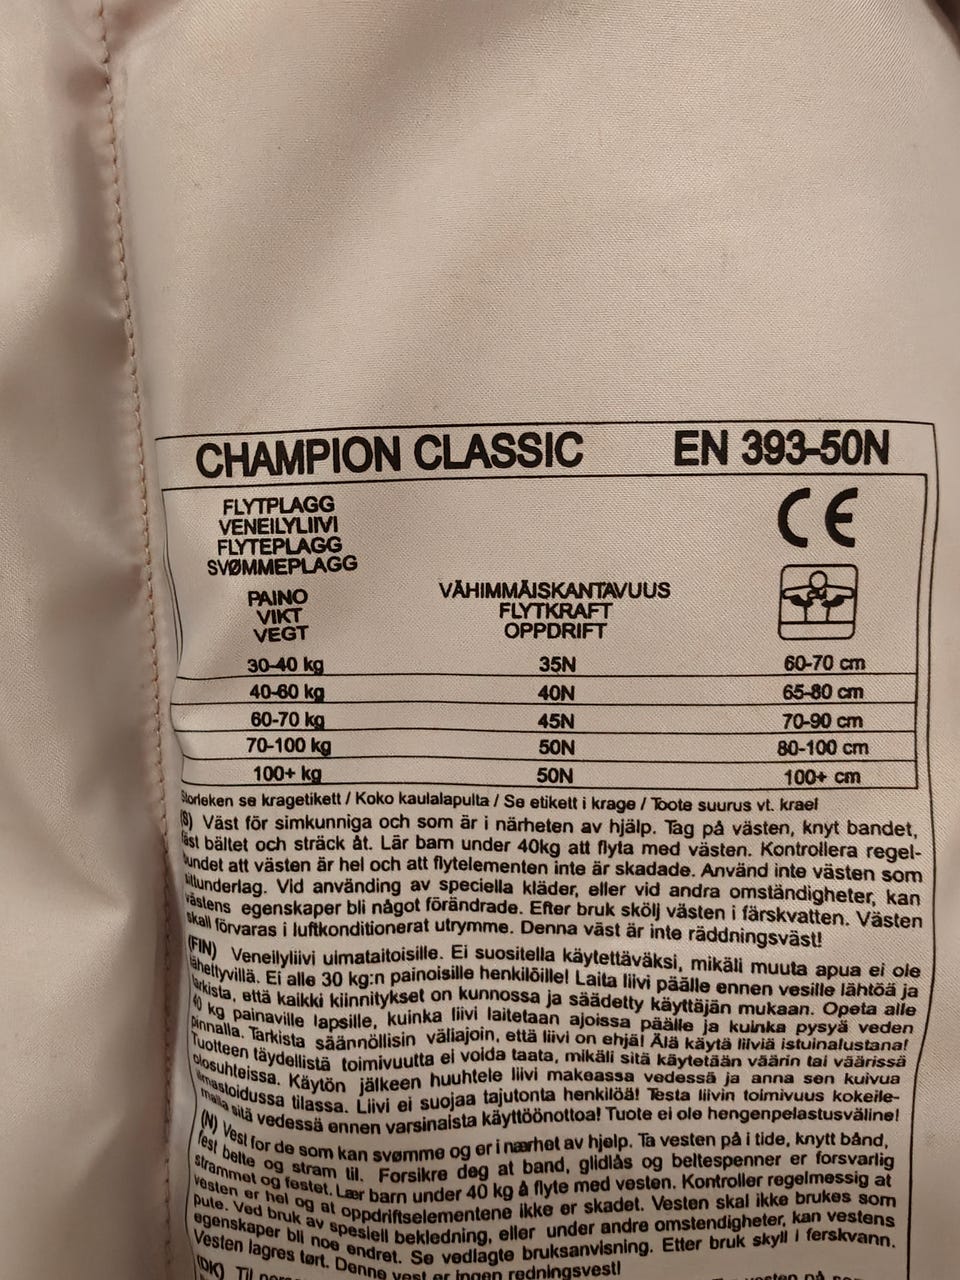 CHAMPION CLASSIC EN 393-50N
FLYTPLAGG
VENEILYLIIVI
FLYTEPLAGG
SVØMMEPLAGG
CE
PAINO
VIKT
VEGT
VÄHIMMÄISKANTAVUUS
FLYTKRAFT
OPPDRIFT
30-40 kg 35N 60-70 cm
40-60 kg 40N 65-80 cm
60-70 kg 45N 70-90 cm
70-100 kg 50N 80-100 cm
100+ kg 50N 100+ cm
Storleken se kragetikett / Koko kaulalapulta / Se etikett i krage / Toote suurus vt. krael
(S) Väst för simkunniga och som är i närheten av hjälp. Tag på västen, knyt bandet,
fäst bältet och sträck åt. Lär barn under 40kg att flyta med västen. Kontrollera regel-
bundet att västen är hel och att flytelementen inte är skadade. Använd inte västen som
sittunderlag. Vid använding av speciella kläder, eller vid andra omständigheter, kan
västens egenskaper bli något förändrade. Efter bruk skölj västen i färskvatten. Västen
skall förvaras i luftkonditionerat utrymme. Denna väst är inte räddningsväst!
(FIN) Veneilyliivi uimataitoisille. Ei suositella käytettäväksi, mikäli muuta apua ei ole
lähettyvillä. Ei alle 30 kg:n painoisille henkilöille! Laita liivi päälle ennen vesille lähtöä ja
tarkista, että kaikki kiinnitykset on kunnossa ja säädetty käyttäjän mukaan. Opeta alle
40 kg painaville lapsille, kuinka liivi laitetaan ajoissa päälle ja kuinka pysyä veden
pinnalla. Tarkista säännöllisin väliajoin, että liivi on ehjä! Älä käytä liiviä istuinalustana!
Tuotteen täydellistä toimivuutta ei voida taata, mikäli sitä käytetään väärin tai väärissä
olosuhteissa. Käytön jälkeen huuhtele liivi makeassa vedessä ja anna sen kuivua
ilmastoidussa tilassa. Liivi ei suojaa tajutonta henkilöä! Testa liivin toimivuus kokeile-
malla sitä vedessä ennen varsinaista käyttöönottoa! Tuote ei ole hengenpelastusväline!
(N) Vest for de som kan svømme og er i nærhet av hjelp. Ta vesten på i tide, knytt bånd,
fest belte og stram til. Forsikre deg at band, glidlås og beltespenner er forsvarlig
strammet og festet. Lær barn under 40 kg å flyte med vesten. Kontroller regelmessig at
vesten er hel og at oppdriftselementene ikke er skadet. Vesten skal ikke brukes som
pute. Ved bruk av spesiell bekledning, eller under andre omstendigheter, kan vestens
egenskaper bli noe endret. Se vedlagte bruksanvisning. Etter bruk skyll i ferskvann.
Vesten lagres tørt. Denne vest er ingen redningsvest!
(DK) Til